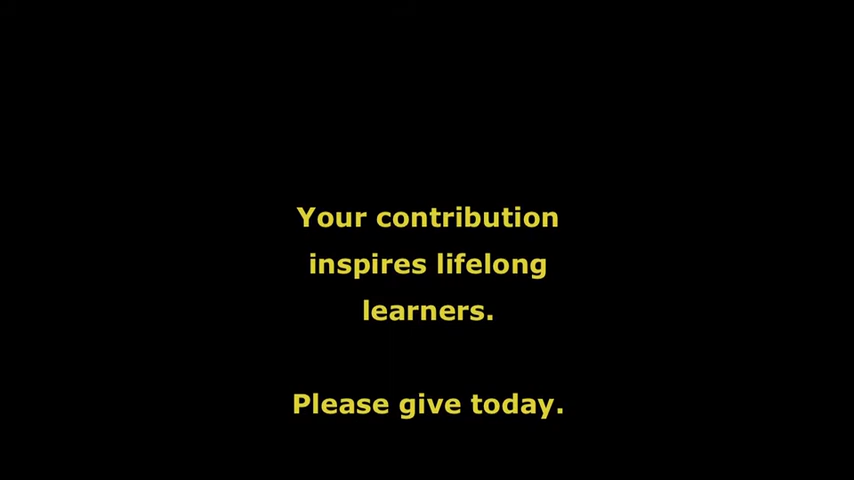 Your contribution
inspires lifelong
learners.
Please give today.